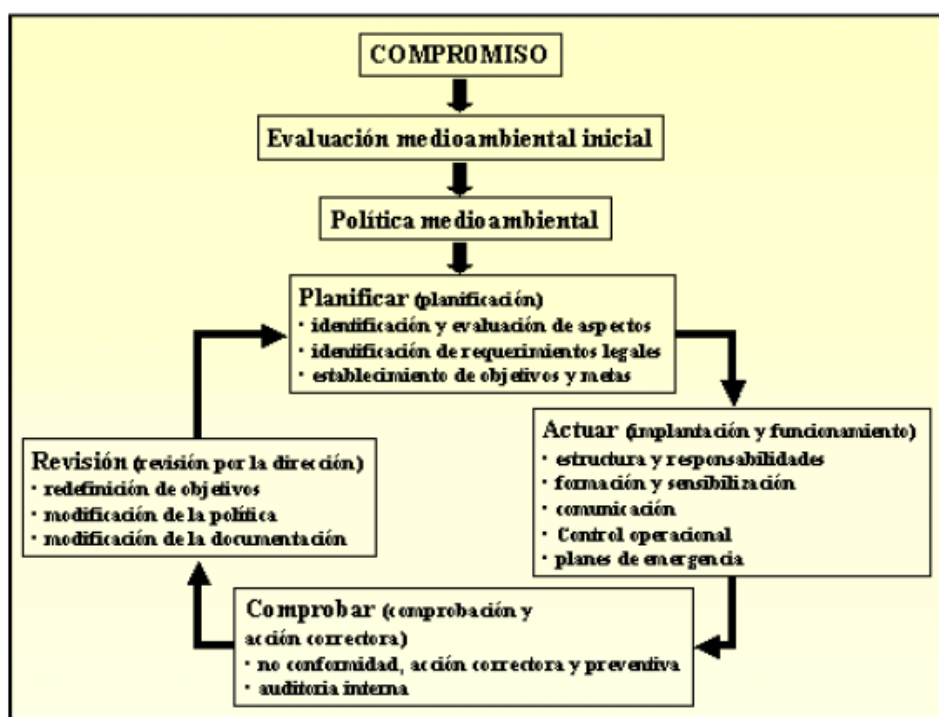 COMPROMISO
Evaluación medioambiental inicial
Política medioambiental
Planificar (planificación)
· identificación y evaluación de aspectos
· identificación de requerimientos legales
· establecimiento de objetivos y metas
Actuar (implantación y funcionamiento)
· estructura y responsabilidades
· formación y sensibilización
· comunicación
· Control operacional
· planes de emergencia
Comprobar (comprobación y
acción correctora)
· no conformidad, acción correctora y preventiva
· auditoria interna
Revisión (revisión por la dirección)
· redefinición de objetivos
· modificación de la política
· modificación de la documentación